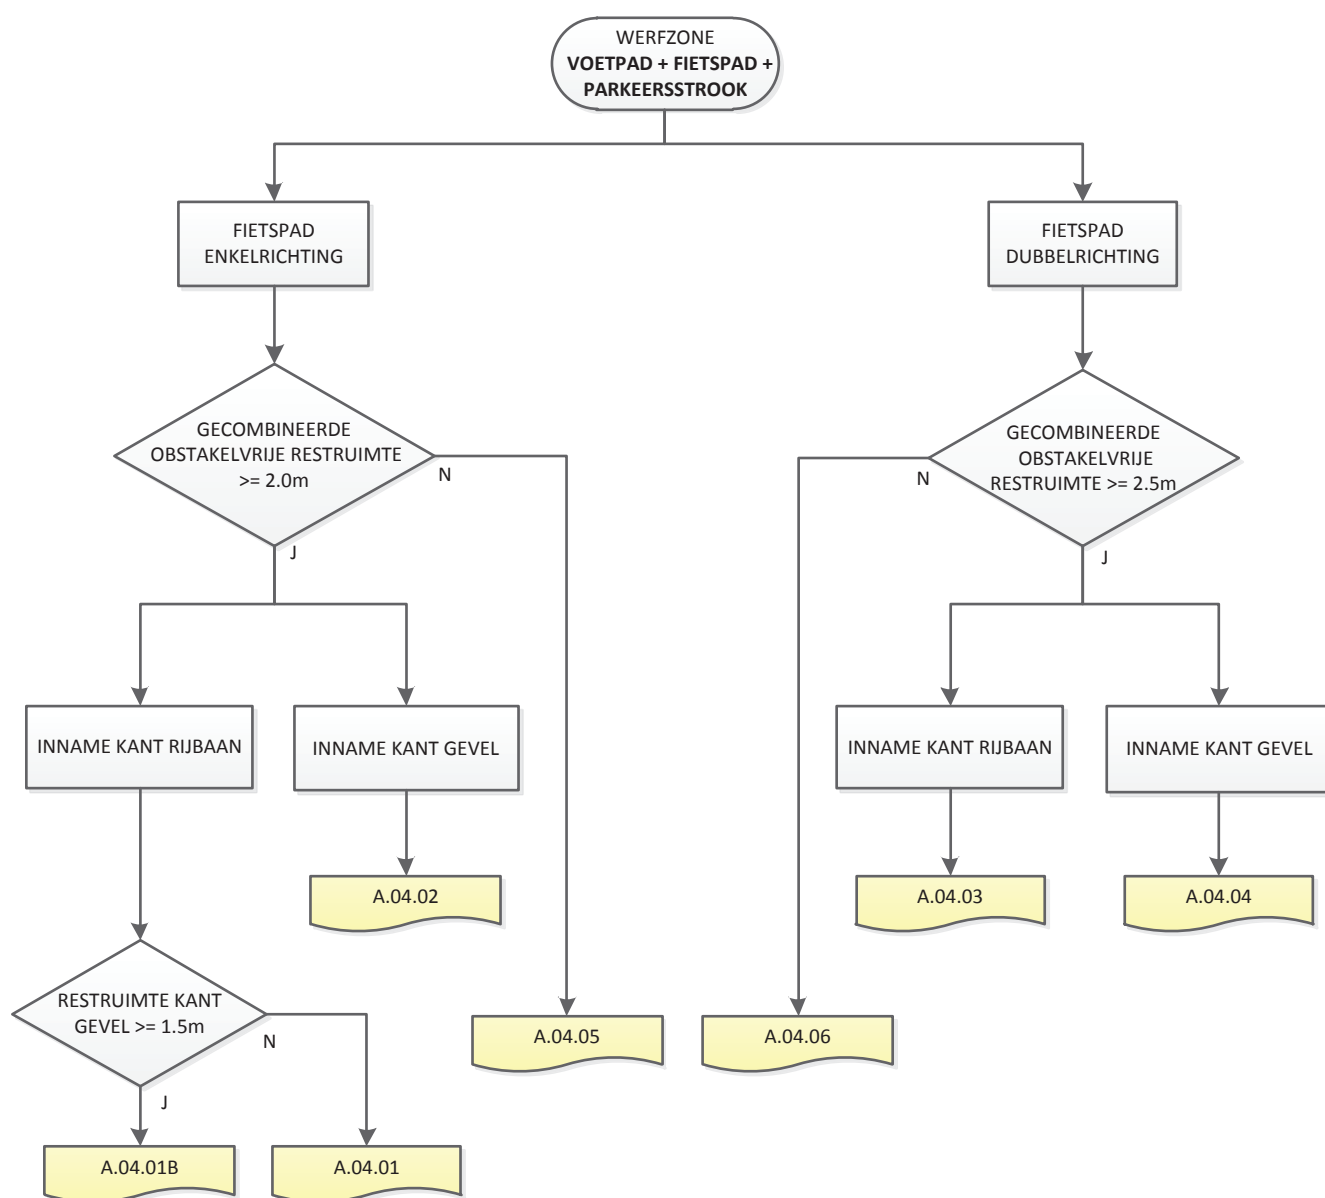 WERFZONE
VOETPAD + FIETSPAD +
PARKEERSSTROOK
FIETSPAD
ENKELRICHTING
FIETSPAD
DUBBELRICHTING
GECOMBINEERDE
OBSTAKELVRIJE RESTRUIMTE
>= 2.0m
N
J
GECOMBINEERDE
OBSTAKELVRIJE
RESTRUIMTE >= 2.5m
N
J
INNAME KANT RIJBAAN
INNAME KANT GEVEL
INNAME KANT RIJBAAN
INNAME KANT GEVEL
A.04.02
A.04.03
A.04.04
RESTRUIMTE KANT
GEVEL >= 1.5m
N
J
A.04.05
A.04.06
A.04.01B
A.04.01